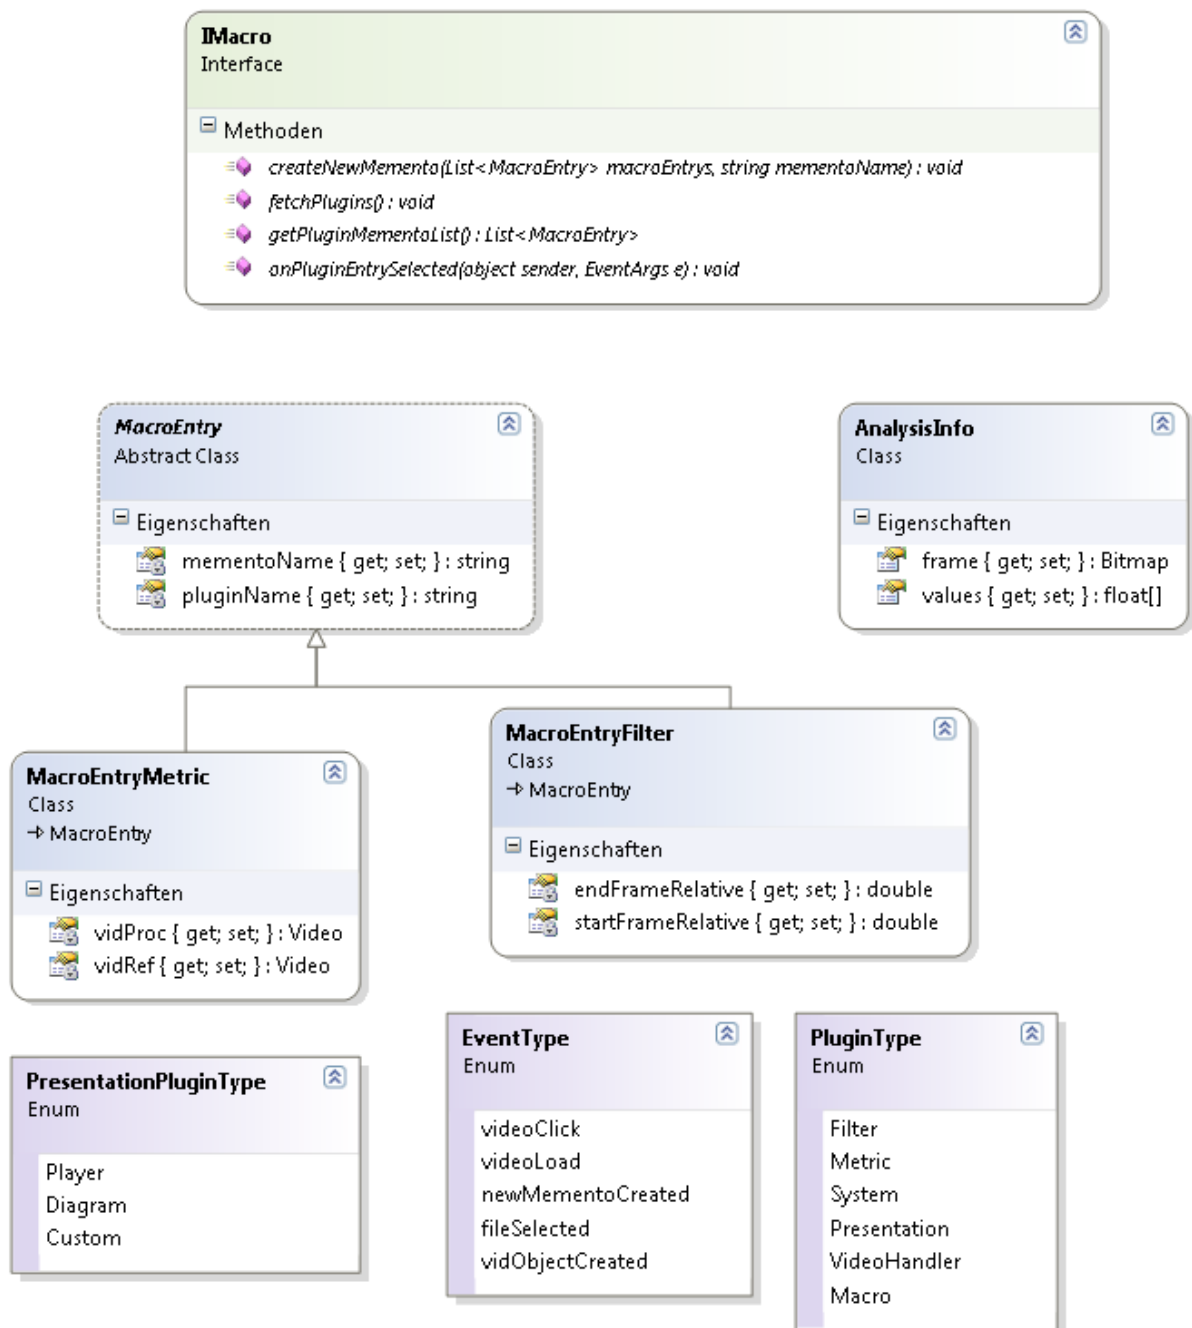 IMacro
Interface
Methoden
createNewMemento(List<MacroEntry> macroEntrys, string mementoName) : void
fetchPlugins() : void
getPluginMementoList() : List<MacroEntry>
onPluginEntrySelected(object sender, EventArgs e) : void
MacroEntry
Abstract Class
Eigenschaften
mementoName { get; set; } : string
pluginName { get; set; } : string
AnalysisInfo
Class
Eigenschaften
frame { get; set; } : Bitmap
values { get; set; } : float[]
MacroEntryMetric
Class
MacroEntry
Eigenschaften
vidProc { get; set; } : Video
vidRef { get; set; } : Video
MacroEntryFilter
Class
MacroEntry
Eigenschaften
endFrameRelative { get; set; } : double
startFrameRelative { get; set; } : double
PresentationPluginType
Enum
Player
Diagram
Custom
EventType
Enum
videoClick
videoLoad
newMementoCreated
fileSelected
vidObjectCreated
PluginType
Enum
Filter
Metric
System
Presentation
VideoHandler
Macro